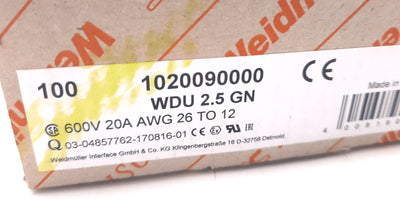 Weidmü
Weidm
100 1020090000
WDU 2.5 GN
Made in
600V 20A AWG 26 TO 12
Q 03-04857762-170816-01
Weidmüller Interface GmbH & Co. KG Klingenbergstraße 16 D-32758 Detmold